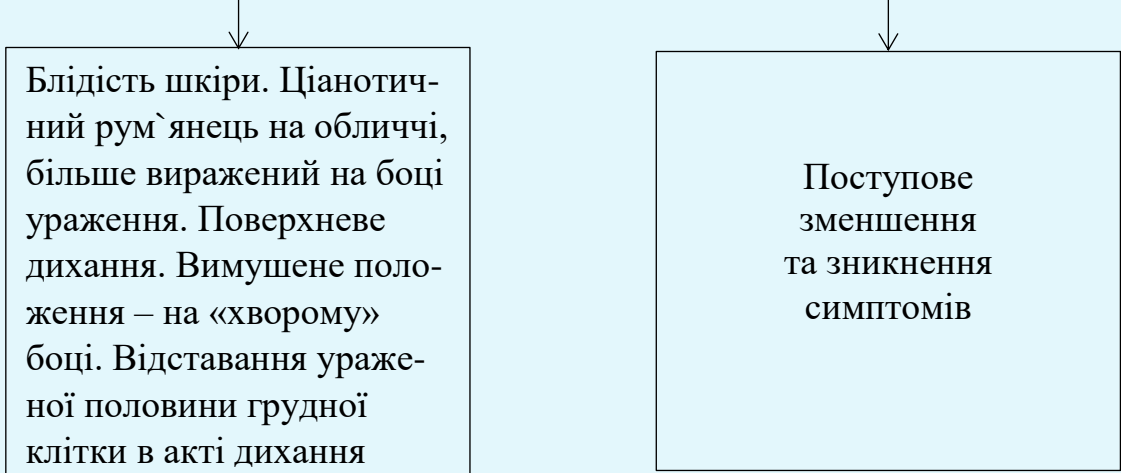 Блідість шкіри. Ціанотич-
ний рум`янець на обличчі,
більше виражений на боці
ураження. Поверхневе
дихання. Вимушене поло-
ження – на «хворому»
боці. Відставання ураже-
ної половини грудної
клітки в акті дихання
Поступове
зменшення
та зникнення
симптомів